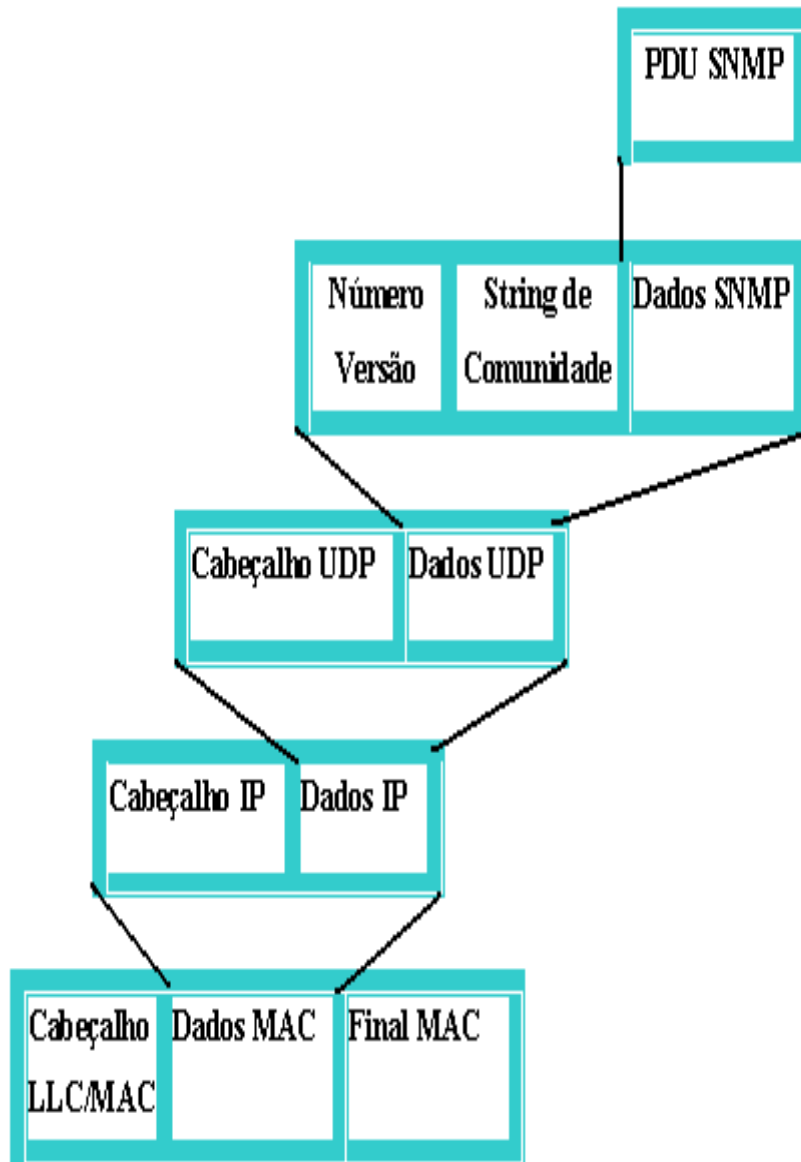 PDU SNMP
Número String de Dados SNMP
Versão Comunidade
Cabeçalho UDP Dados UDP
Cabeçalho IP Dados IP
Cabeçalho Dados MAC Final MAC
LLC/MAC